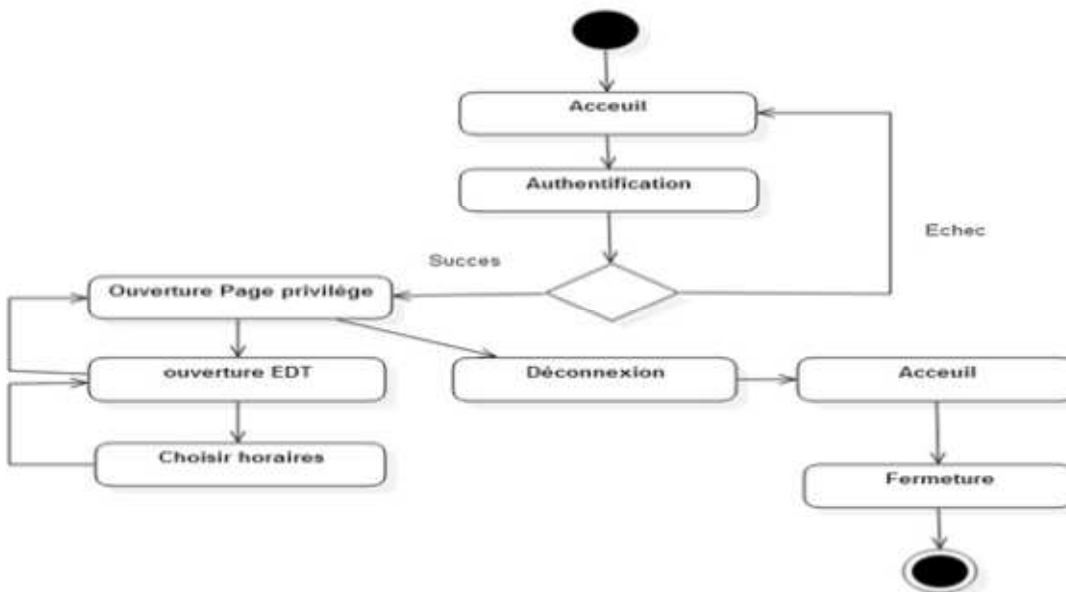 Acceuil
Authentification
Echec
Succes
Ouverture Page privilége
ouverture EDT
Déconnexion
Acceuil
Choisir horaires
Fermeture